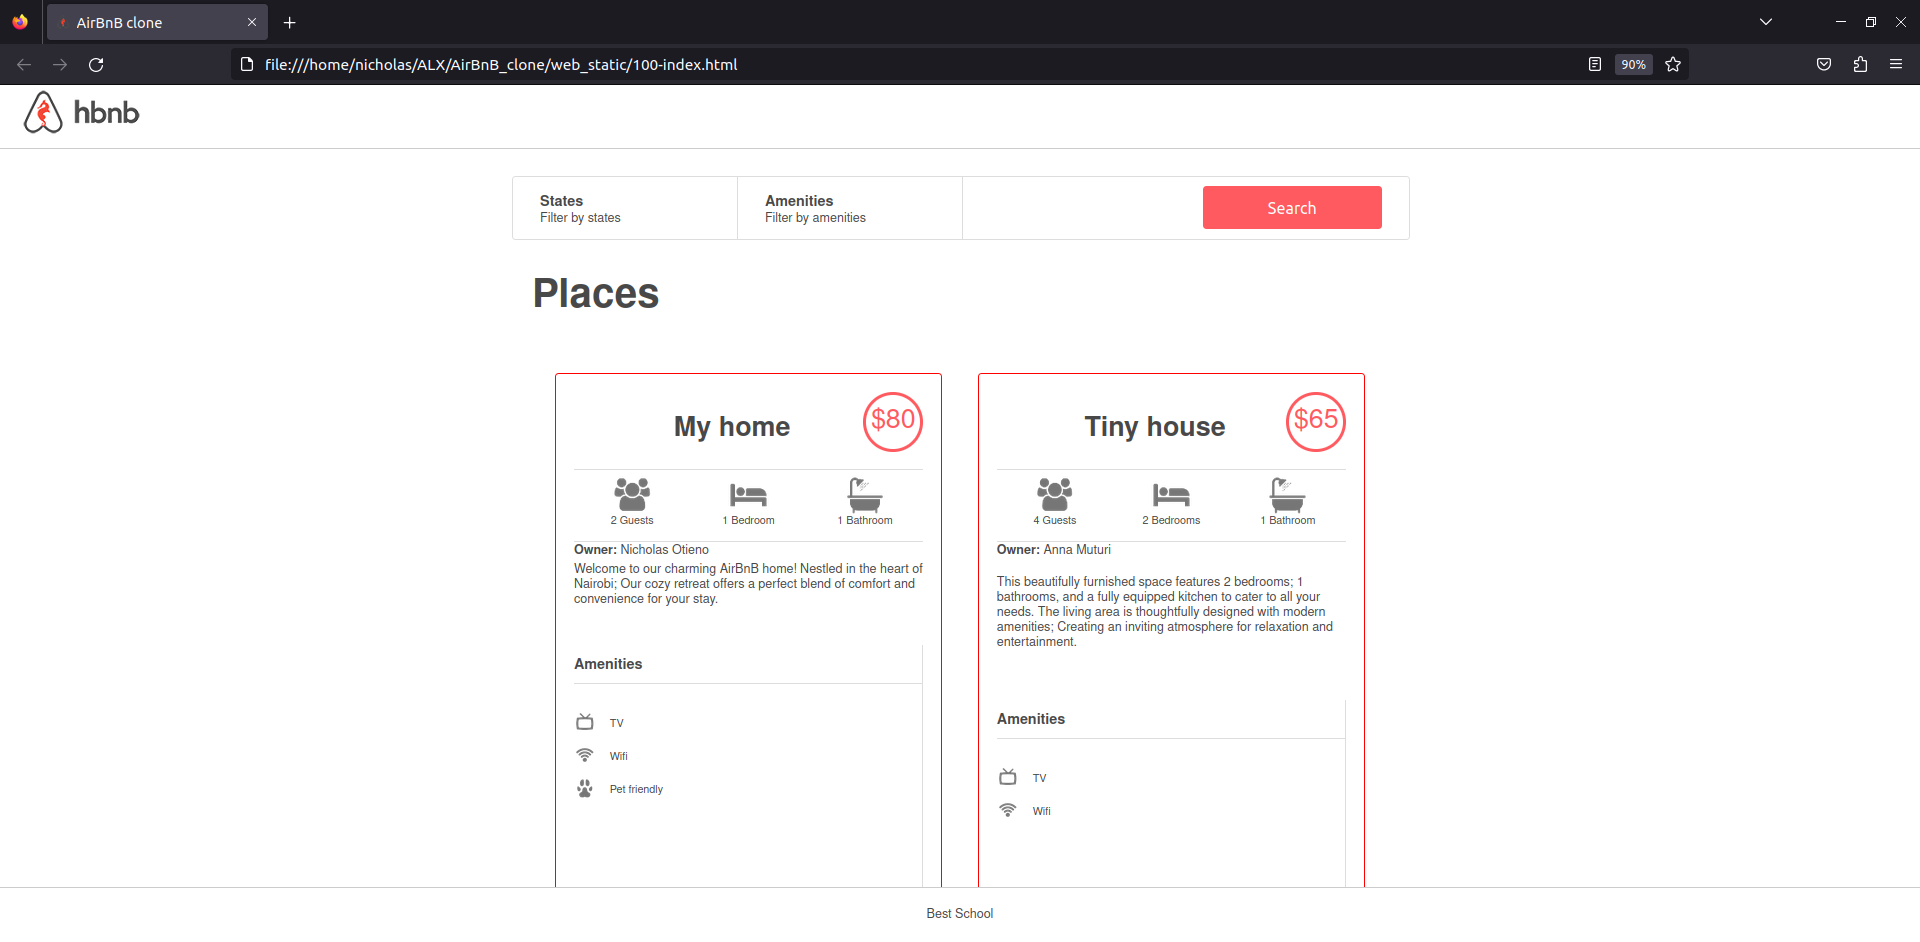 AirBnB clone
file:///home/nicholas/ALX/AirBnB_clone/web_static/100-index.html
90%
hbnb
States
Filter by states
Amenities
Filter by amenities
Search
Places
My home
$80
2 Guests
1 Bedroom
1 Bathroom
Owner: Nicholas Otieno
Welcome to our charming AirBnB home! Nestled in the heart of
Nairobi; Our cozy retreat offers a perfect blend of comfort and
convenience for your stay.
Amenities
TV
Wifi
Pet friendly
Tiny house
$65
4 Guests
2 Bedrooms
1 Bathroom
Owner: Anna Muturi
This beautifully furnished space features 2 bedrooms; 1
bathrooms, and a fully equipped kitchen to cater to all your
needs. The living area is thoughtfully designed with modern
amenities; Creating an inviting atmosphere for relaxation and
entertainment.
Amenities
TV
Wifi
Best School